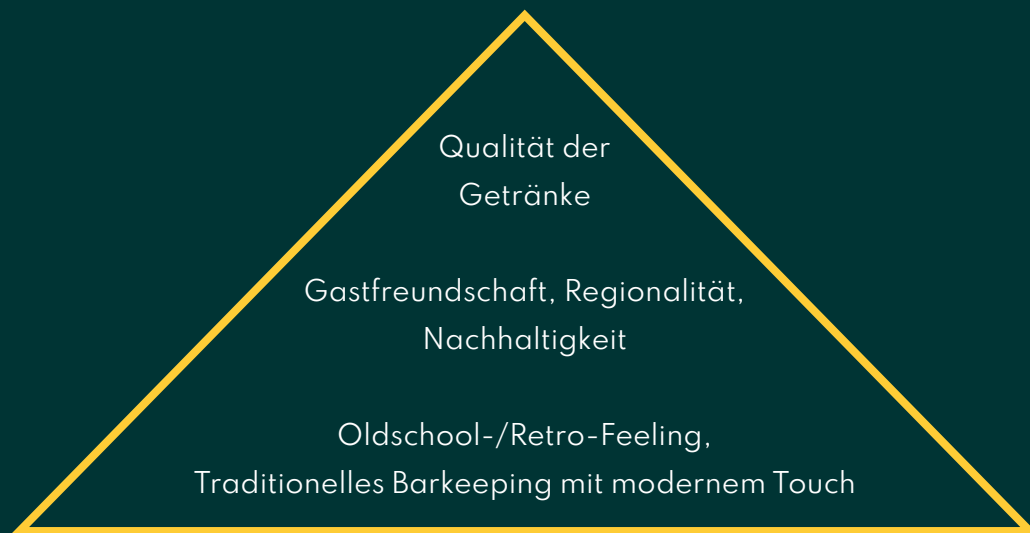 Qualität der
Getränke
Gastfreundschaft, Regionalität,
Nachhaltigkeit
Oldschool-/Retro-Feeling,
Traditionelles Barkeeping mit modernem Touch